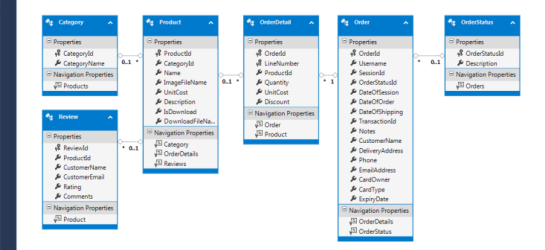 Category
Properties
CategoryId
CategoryName
Navigation Properties
Products
0..1
*
Product
Properties
ProductId
CategoryId
Name
ImageFileName
UnitCost
Description
IsDownload
DownloadFileNa...
Navigation Properties
Category
OrderDetails
Reviews
0..1
*
OrderDetail
Properties
OrderId
LineNumber
ProductId
Quantity
UnitCost
Discount
Navigation Properties
Order
Product
*
1
Order
Properties
OrderId
Username
SessionId
OrderStatusId
DateOfSession
DateOfOrder
DateOfShipping
TransactionId
Notes
CustomerName
DeliveryAddress
Phone
EmailAddress
CardOwner
CardType
ExpiryDate
Navigation Properties
OrderDetails
OrderStatus
*
0..1
OrderStatus
Properties
OrderStatusId
Description
Navigation Properties
Orders
Review
Properties
ReviewId
ProductId
CustomerName
CustomerEmail
Rating
Comments
Navigation Properties
Product
*
0..1